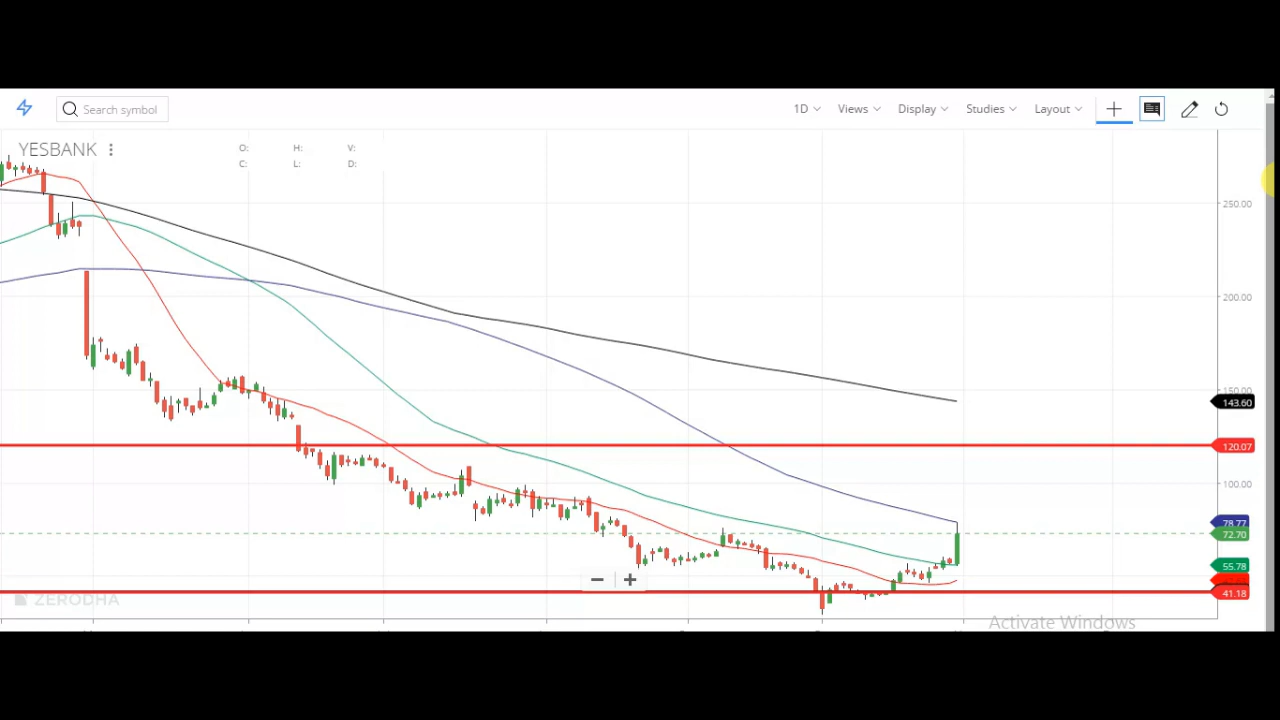 Search symbol
1D Views Display Studies Layout
YESBANK
O: H: V:
C: L: D:
250.00
200.00
150.00
143.60
120.07
100.00
78.77
72.70
55.78
41.18
ZERODHA
Activate Windows